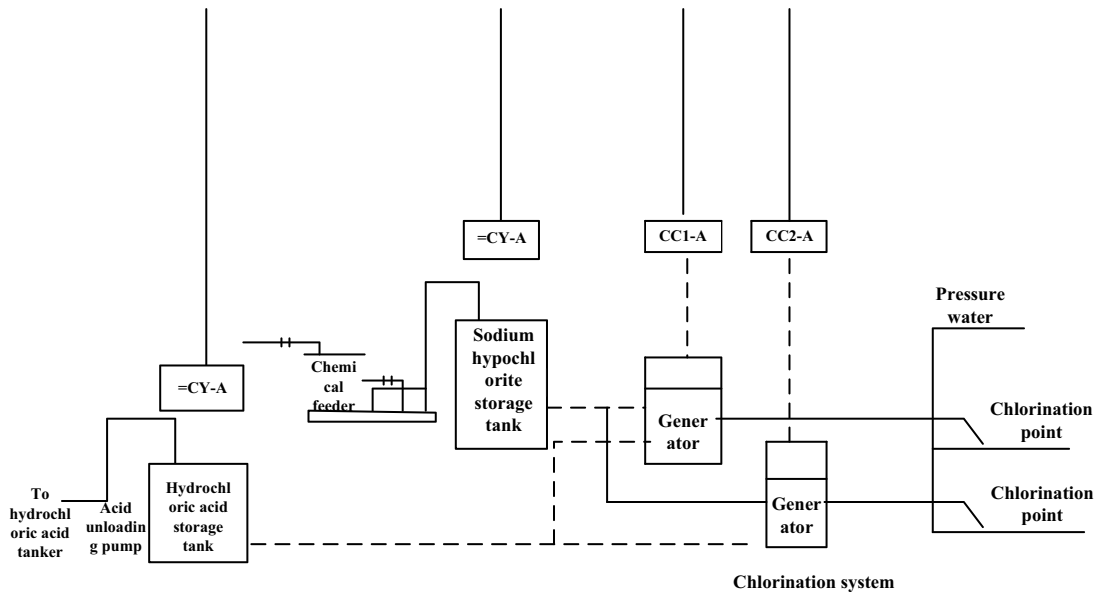 =CY-A
CC1-A
CC2-A
Pressure
water
Sodium
hypochl
orite
storage
tank
Chemi
cal
feeder
=CY-A
Gener
ator
Chlorination
point
Gener
ator
Chlorination
point
To
hydrochl
oric acid
tanker
Acid
unloadin
g pump
Hydrochl
oric acid
storage
tank
Chlorination system